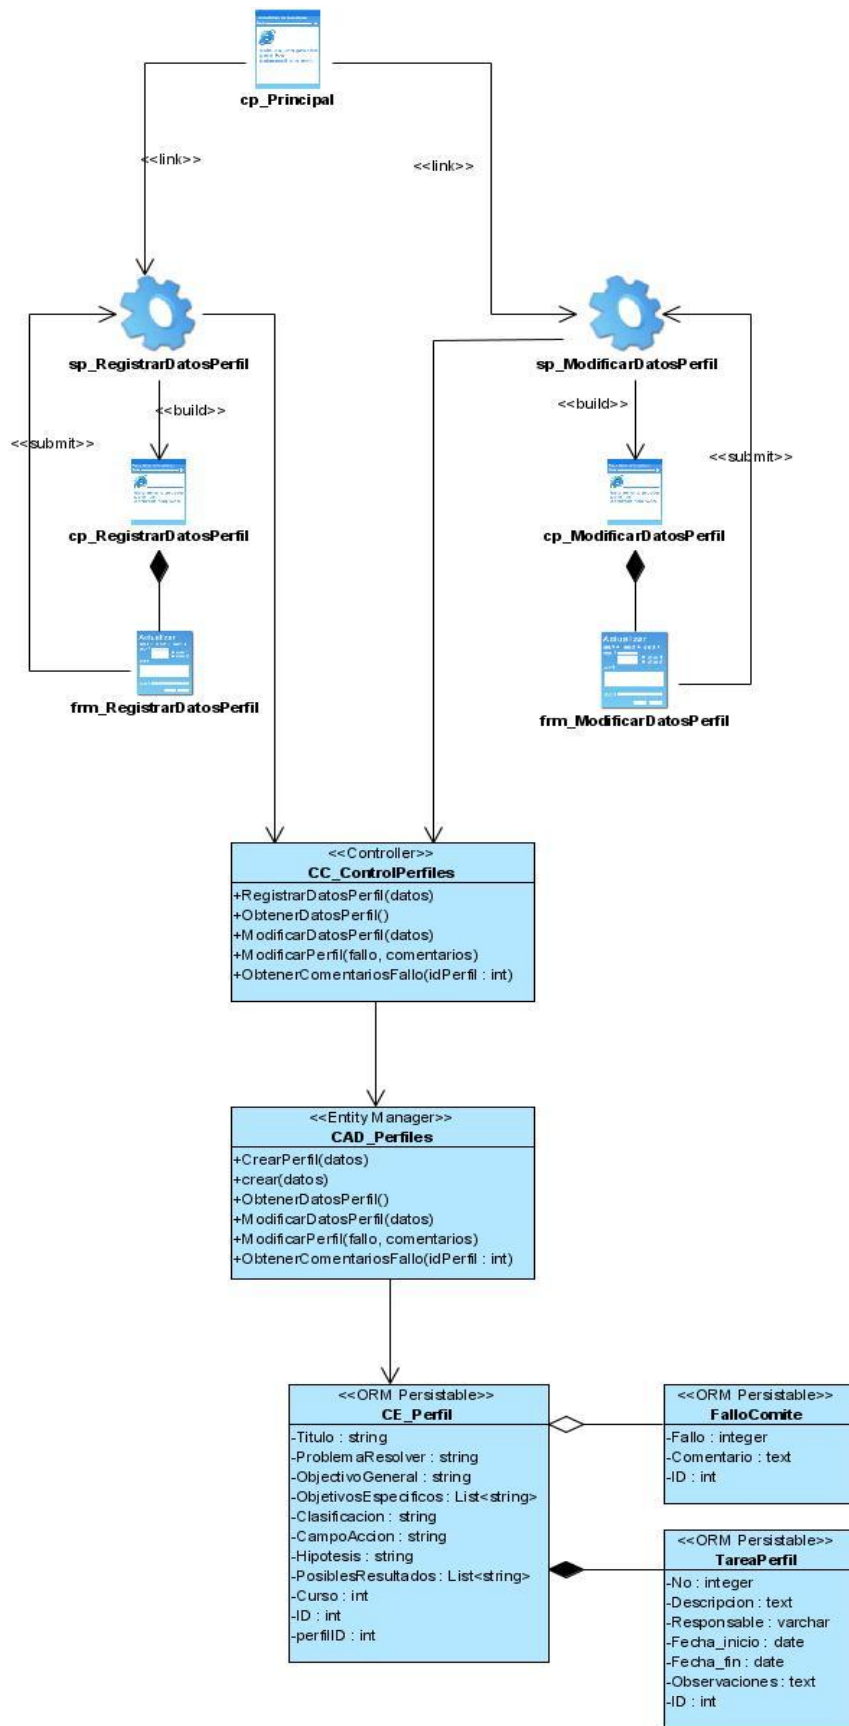 cp_Principal
<<link>>
<<link>>
sp_RegistrarDatosPerfil
sp_ModificarDatosPerfil
<<build>>
<<build>>
<<submit>>
<<submit>>
cp_RegistrarDatosPerfil
cp_ModificarDatosPerfil
Actualizar
Actualizar
frm_RegistrarDatosPerfil
frm_ModificarDatosPerfil
<<Controller>>
CC_ControlPerfiles
+RegistrarDatosPerfil(datos)
+ObtenerDatosPerfil()
+ModificarDatosPerfil(datos)
+ModificarPerfil(fallo, comentarios)
+ObtenerComentariosFallo(idPerfil : int)
<<Entity Manager>>
CAD_Perfiles
+CrearPerfil(datos)
+crear(datos)
+ObtenerDatosPerfil()
+ModificarDatosPerfil(datos)
+ModificarPerfil(fallo, comentarios)
+ObtenerComentariosFallo(idPerfil : int)
<<ORM Persistable>>
CE_Perfil
-Titulo : string
-ProblemaResolver : string
-ObjectivoGeneral : string
-ObjetivosEspecificos : List<string>
-Clasificacion : string
-CampoAccion : string
-Hipotesis : string
-PosiblesResultados : List<string>
-Curso : int
-ID : int
-perfilID : int
<<ORM Persistable>>
FalloComite
-Fallo : integer
-Comentario : text
-ID : int
<<ORM Persistable>>
TareaPerfil
-No : integer
-Descripcion : text
-Responsable : varchar
-Fecha_inicio : date
-Fecha_fin : date
-Observaciones : text
-ID : int